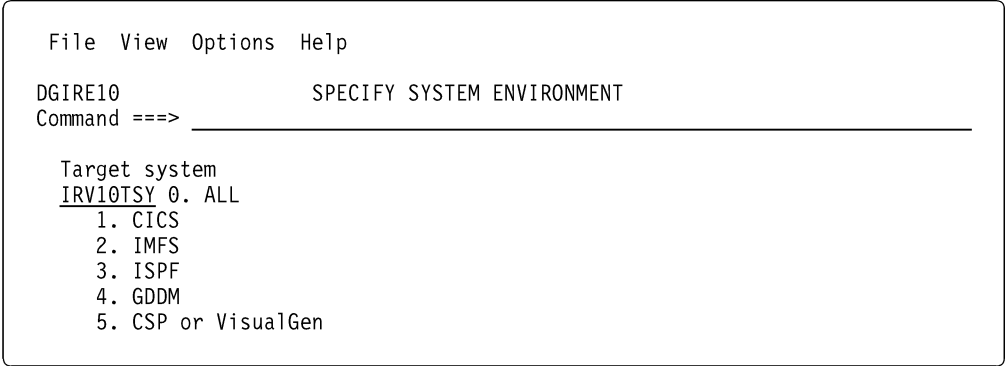 File View Options Help
DGIRE10 SPECIFY SYSTEM ENVIRONMENT
Command ===>
Target system
IRV10TSY 0. ALL
1. CICS
2. IMFS
3. ISPF
4. GDDM
5. CSP or VisualGen